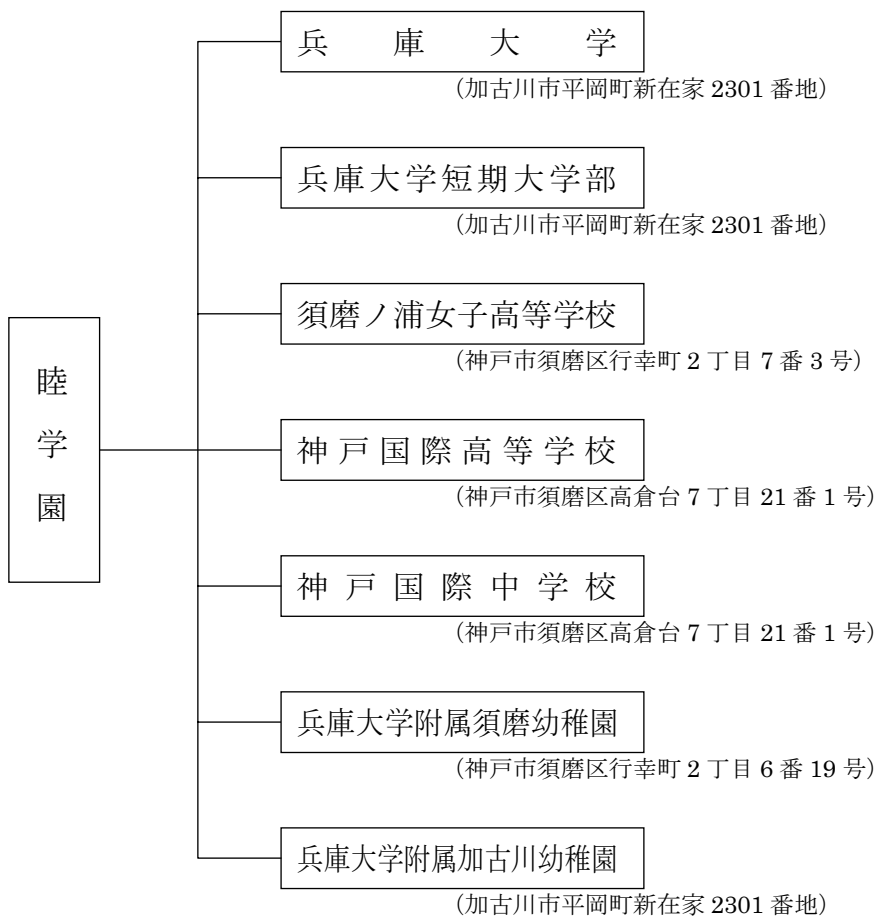 睦学園
兵庫大学
（加古川市平岡町新在家 2301 番地）
兵庫大学短期大学部
（加古川市平岡町新在家 2301 番地）
須磨ノ浦女子高等学校
（神戸市須磨区行幸町 2 丁目 7 番 3 号）
神戸国際高等学校
（神戸市須磨区高倉台 7 丁目 21 番 1 号）
神戸国際中学校
（神戸市須磨区高倉台 7 丁目 21 番 1 号）
兵庫大学附属須磨幼稚園
（神戸市須磨区行幸町 2 丁目 6 番 19 号）
兵庫大学附属加古川幼稚園
（加古川市平岡町新在家 2301 番地）